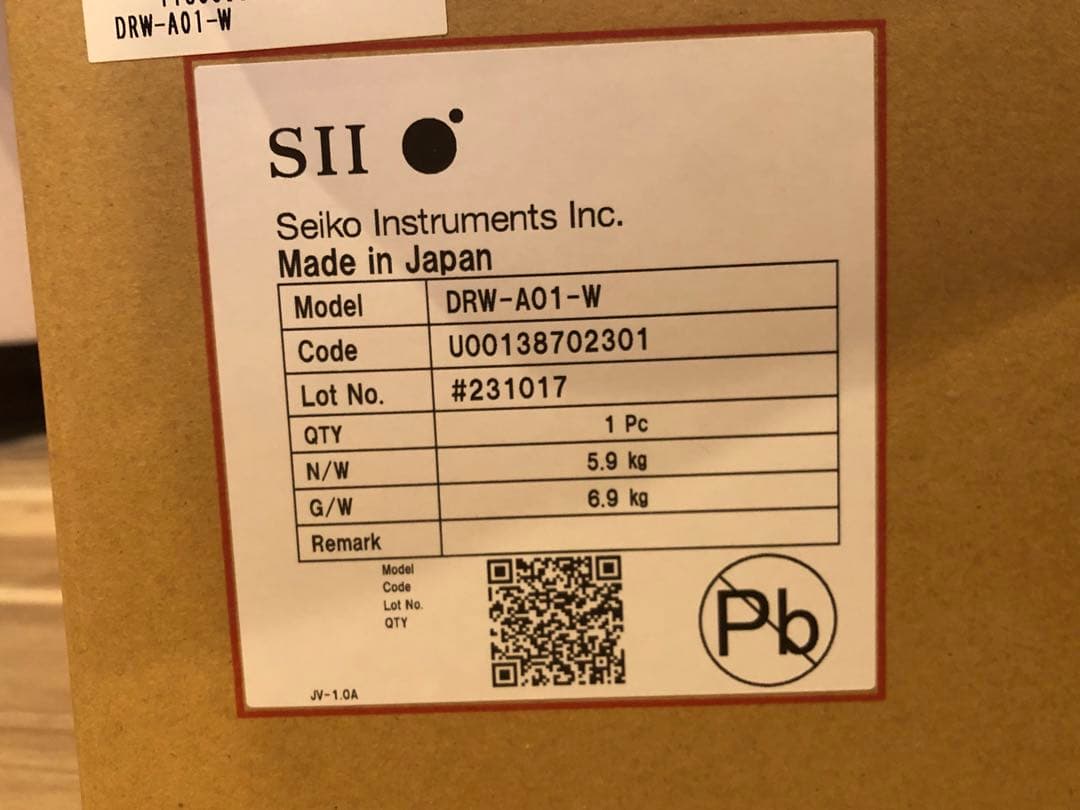 DRW-A01-W
SII
Seiko Instruments Inc.
Made in Japan
Model DRW-A01-W
Code U00138702301
Lot No. #231017
QTY 1 Pc
N/W 5.9 kg
G/W 6.9 kg
Remark
Model
Code
Lot No.
QTY
Pb
JV-1.0A